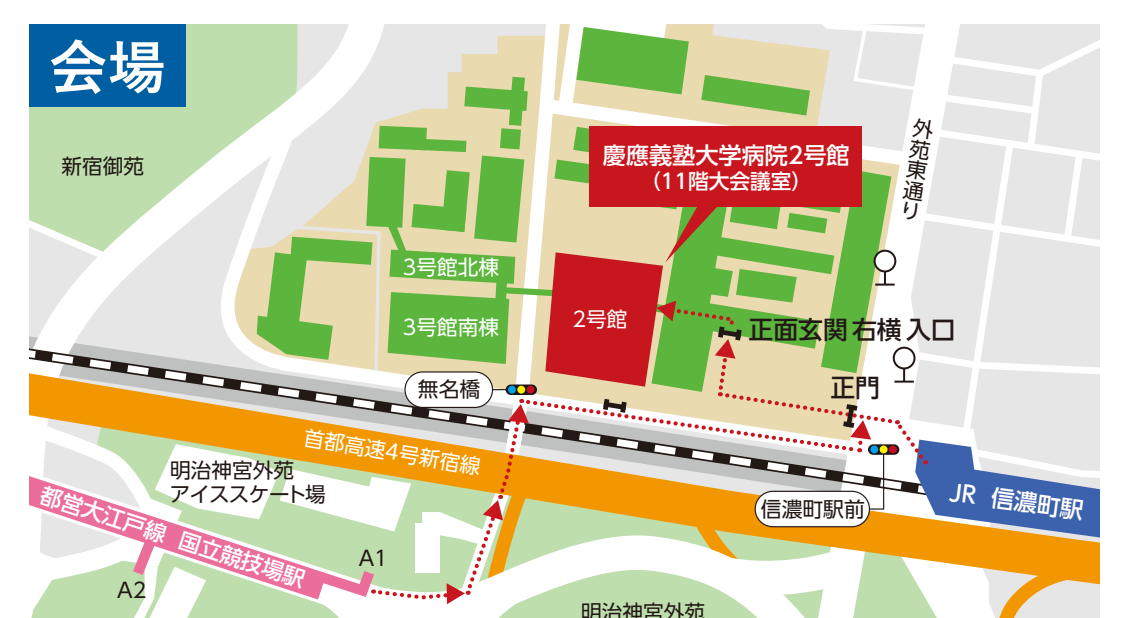 会場
新宿御苑
外苑東通り
慶應義塾大学病院2号館
（11階大会議室）
3号館北棟
3号館南棟
2号館
正面玄関 右横 入口
正門
無名橋
首都高速4号新宿線
明治神宮外苑
アイススケート場
信濃町駅前
JR 信濃町駅
都営大江戸線 国立競技場駅
A1
A2
明治神宮外苑